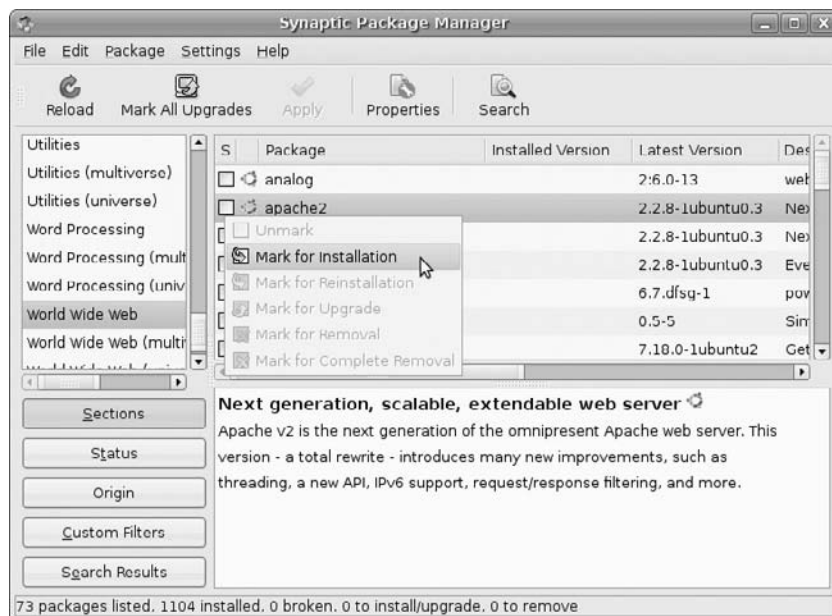 Synaptic Package Manager
File Edit Package Settings Help
Reload Mark All Upgrades Apply Properties Search
Utilities
Utilities (multiverse)
Utilities (universe)
Word Processing
Word Processing (mult
Word Processing (univ
World Wide Web
World Wide Web (multi
S Package Installed Version Latest Version Des
analog 2:6.0-13 web
apache2 2.2.8-1ubuntu0.3 Nex
2.2.8-1ubuntu0.3 Nex
2.2.8-1ubuntu0.3 Eve
6.7.dfsg-1 pow
0.5-5 Sim
7.18.0-1ubuntu2 Get
Unmark
Mark for Installation
Mark for Reinstallation
Mark for Upgrade
Mark for Removal
Mark for Complete Removal
Sections
Status
Origin
Custom Filters
Search Results
Next generation, scalable, extendable web server
Apache v2 is the next generation of the omnipresent Apache web server. This
version - a total rewrite - introduces many new improvements, such as
threading, a new API, IPv6 support, request/response filtering, and more.
73 packages listed. 1104 installed. 0 broken. 0 to install/upgrade. 0 to remove